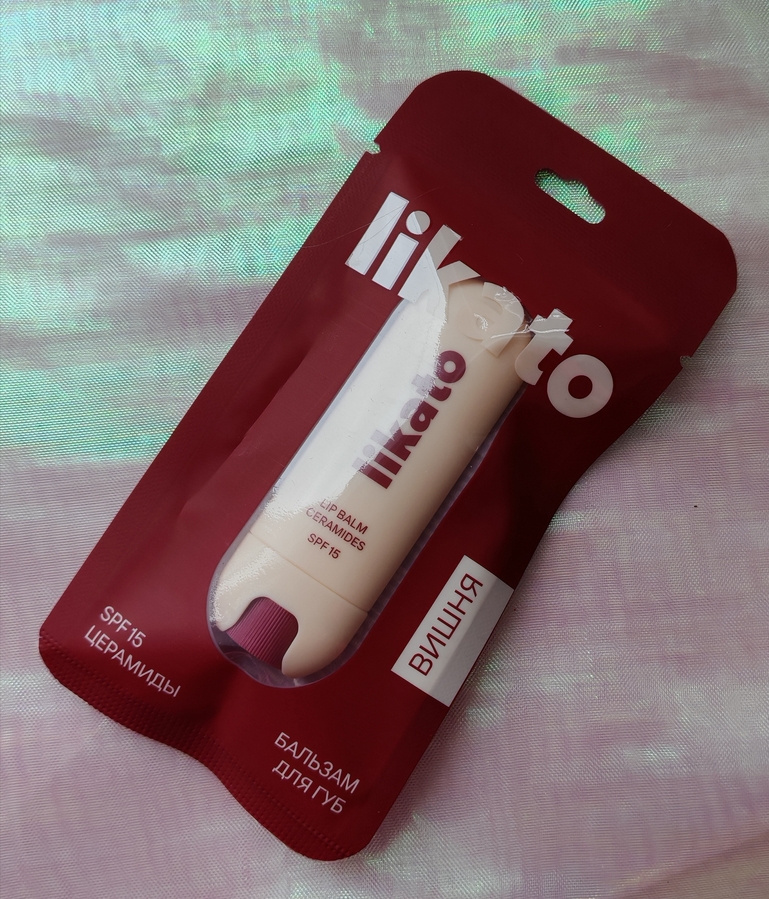 likato
likato
LIP BALM
CERAMIDES
SPF 15
ВИШНЯ
SPF 15
ЦЕРАМИДЫ
БАЛЬЗАМ
ДЛЯ ГУБ